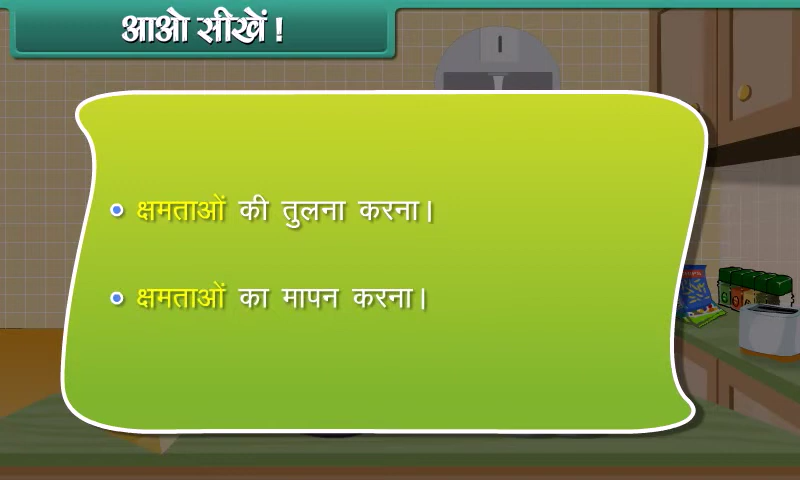 आओ सीखें!
क्षमताओं की तुलना करना।
क्षमताओं का मापन करना।